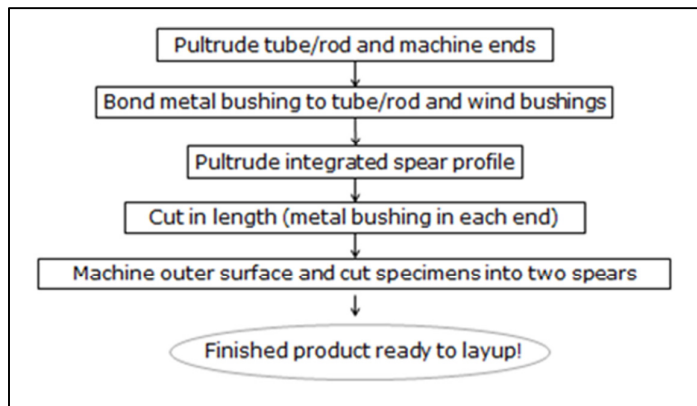 Pultrude tube/rod and machine ends
Bond metal bushing to tube/rod and wind bushings
Pultrude integrated spear profile
Cut in length (metal bushing in each end)
Machine outer surface and cut specimens into two spears
Finished product ready to layup!